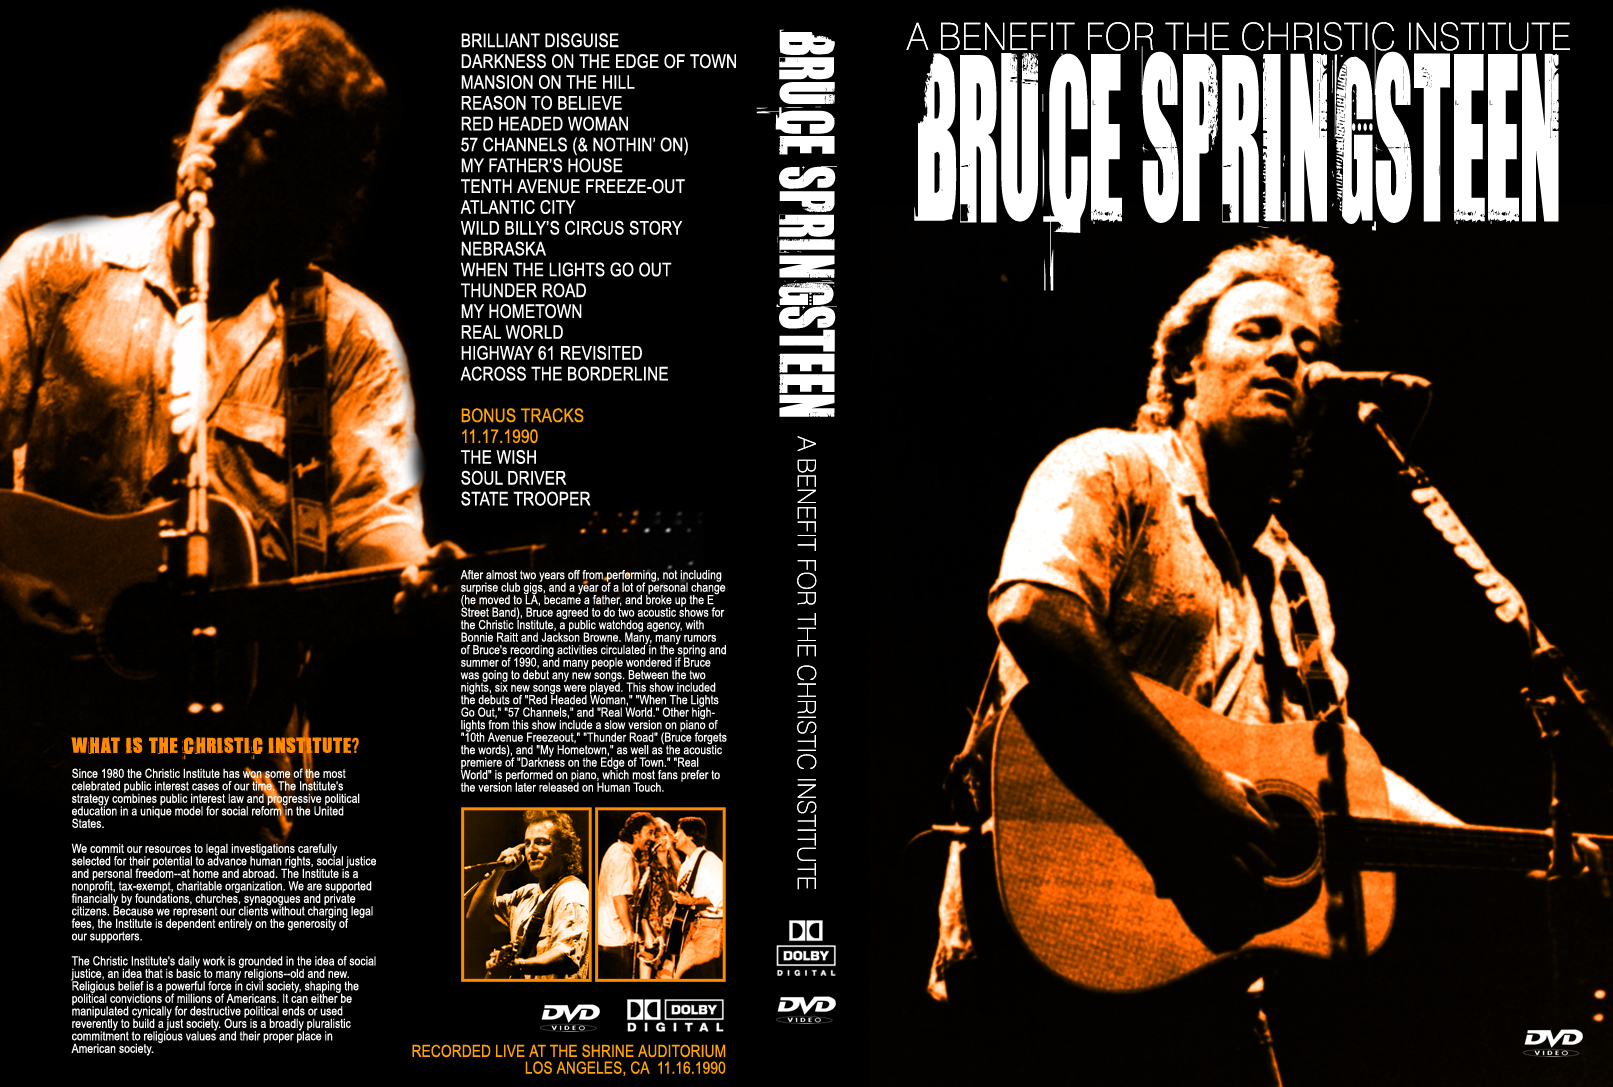 BRILLIANT DISGUISE
DARKNESS ON THE EDGE OF TOWN
MANSION ON THE HILL
REASON TO BELIEVE
RED HEADED WOMAN
57 CHANNELS (& NOTHIN' ON)
MY FATHER'S HOUSE
TENTH AVENUE FREEZE-OUT
ATLANTIC CITY
WILD BILLY'S CIRCUS STORY
NEBRASKA
WHEN THE LIGHTS GO OUT
THUNDER ROAD
MY HOMETOWN
REAL WORLD
HIGHWAY 61 REVISITED
ACROSS THE BORDERLINE
BONUS TRACKS
11.17.1990
THE WISH
SOUL DRIVER
STATE TROOPER
After almost two years off from performing, not including
surprise club gigs, and a year of a lot of personal change
(he moved to LA, became a father, and broke up the E
Street Band), Bruce agreed to do two acoustic shows for
the Christic Institute, a public watchdog agency, with
Bonnie Raitt and Jackson Browne. Many, many rumors
of Bruce's recording activities circulated in the spring and
summer of 1990, and many people wondered if Bruce
was going to debut any new songs. Between the two
nights, six new songs were played. This show included
the debuts of "Red Headed Woman," "When The Lights
Go Out," "57 Channels," and "Real World." Other high-
lights from this show include a slow version on piano of
"10th Avenue Freezeout," "Thunder Road" (Bruce forgets
the words), and "My Hometown," as well as the acoustic
premiere of "Darkness on the Edge of Town." "Real
World" is performed on piano, which most fans prefer to
the version later released on Human Touch.
WHAT IS THE CHRISTIC INSTITUTE?
Since 1980 the Christic Institute has won some of the most
celebrated public interest cases of our time. The Institute's
strategy combines public interest law and progressive political
education in a unique model for social reform in the United
States.
We commit our resources to legal investigations carefully
selected for their potential to advance human rights, social justice
and personal freedom--at home and abroad. The Institute is a
nonprofit, tax-exempt, charitable organization. We are supported
financially by foundations, churches, synagogues and private
citizens. Because we represent our clients without charging legal
fees, the Institute is dependent entirely on the generosity of
our supporters.
The Christic Institute's daily work is grounded in the idea of social
justice, an idea that is basic to many religions--old and new.
Religious belief is a powerful force in civil society, shaping the
political convictions of millions of Americans. It can either be
manipulated cynically for destructive political ends or used
reverently to build a just society. Ours is a broadly pluralistic
commitment to religious values and their proper place in
American society.
DVD
VIDEO
DOLBY
DIGITAL
RECORDED LIVE AT THE SHRINE AUDITORIUM
LOS ANGELES, CA 11.16.1990
BRUCE SPRINGSTEEN
A BENEFIT FOR THE CHRISTIC INSTITUTE
DOLBY
DIGITAL
DVD
VIDEO
A BENEFIT FOR THE CHRISTIC INSTITUTE
BRUCE SPRINGSTEEN
DVD
VIDEO